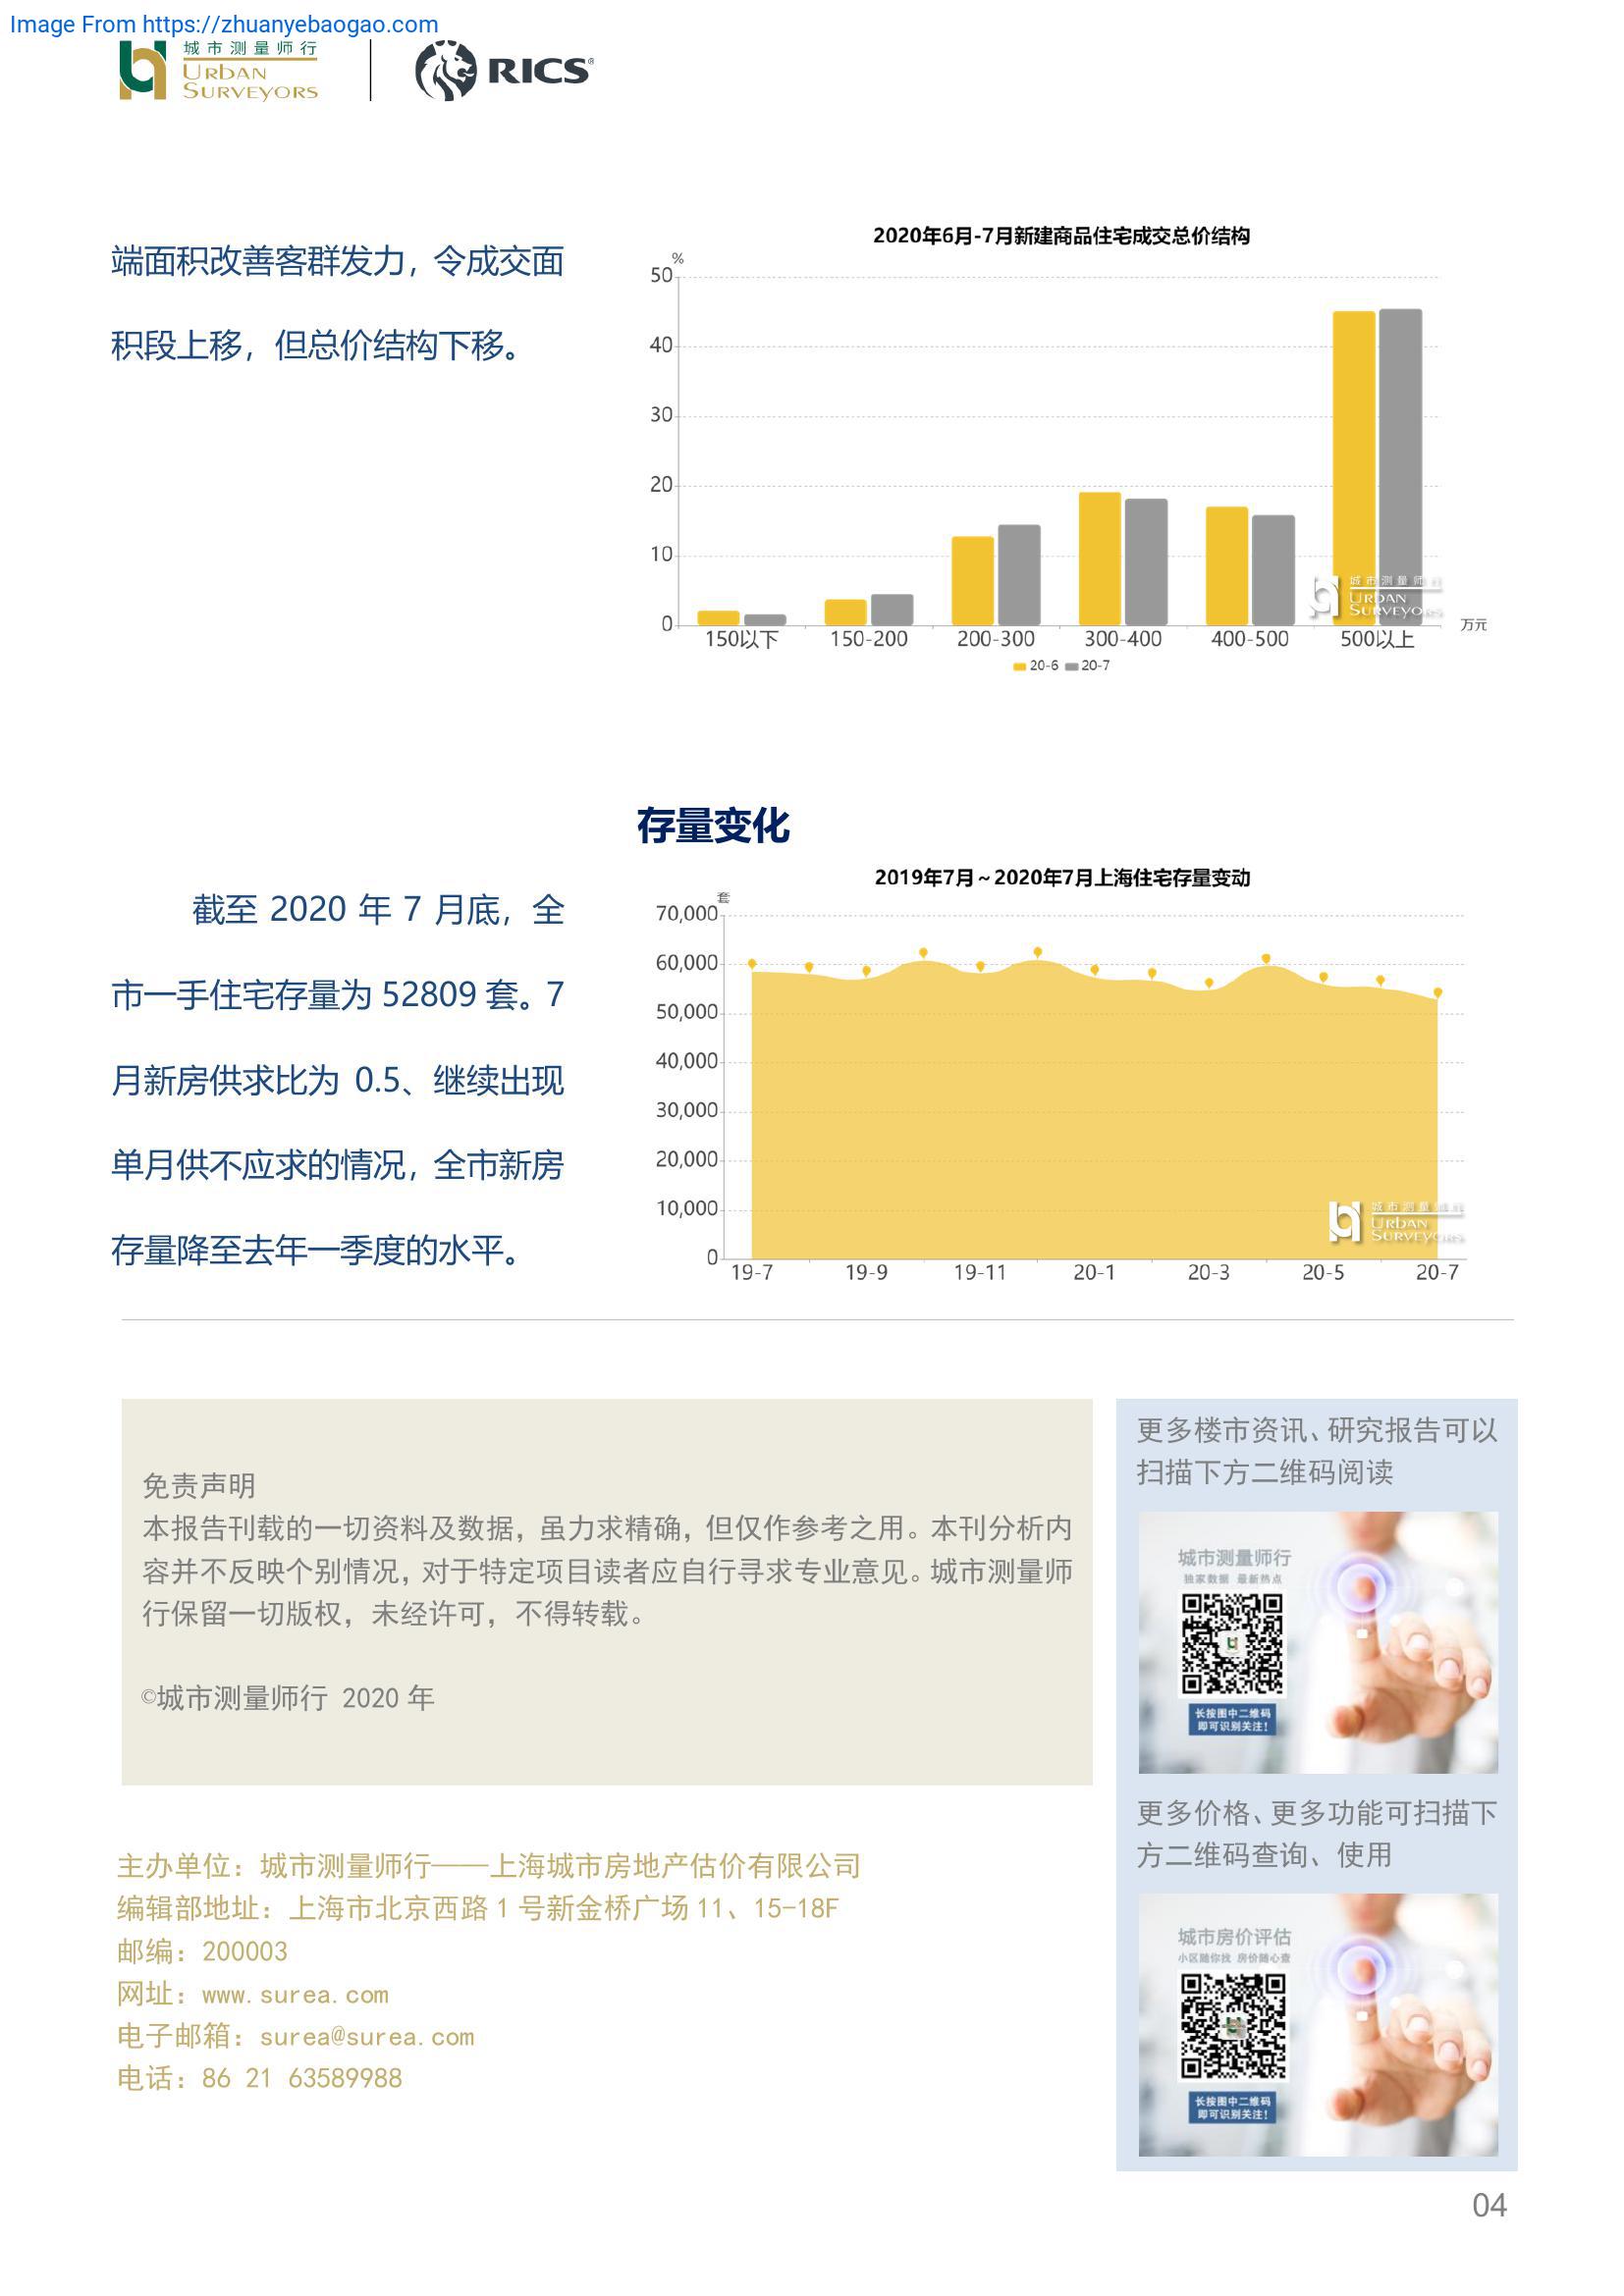 Image From https://zhuanyebaogao.com
城市测量师行
URBAN
SURVEYORS
RICS®
端面积改善客群发力，令成交面
积段上移，但总价结构下移。
2020年6月-7月新建商品住宅成交总价结构
%
50
40
30
20
10
0
150以下 150-200 200-300 300-400 400-500 500以上
万元
20-6 20-7
城市测量师行
URBAN
SURVEYORS
存量变化
截至 2020 年 7 月底，全
市一手住宅存量为 52809 套。7
月新房供求比为 0.5、继续出现
单月供不应求的情况，全市新房
存量降至去年一季度的水平。
2019年7月～2020年7月上海住宅存量变动
套
70,000
60,000
50,000
40,000
30,000
20,000
10,000
0
19-7 19-9 19-11 20-1 20-3 20-5 20-7
城市测量师行
URBAN
SURVEYORS
免责声明
本报告刊载的一切资料及数据，虽力求精确，但仅作参考之用。本刊分析内
容并不反映个别情况，对于特定项目读者应自行寻求专业意见。城市测量师
行保留一切版权，未经许可，不得转载。
©城市测量师行 2020 年
主办单位：城市测量师行——上海城市房地产估价有限公司
编辑部地址：上海市北京西路 1 号新金桥广场 11、15-18F
邮编：200003
网址：www.surea.com
电子邮箱：surea@surea.com
电话：86 21 63589988
更多楼市资讯、研究报告可以
扫描下方二维码阅读
城市测量师行
独家数据 最新热点
长按图中二维码
即可识别关注！
更多价格、更多功能可扫描下
方二维码查询、使用
城市房价评估
小区随你找 房价随心查
长按图中二维码
即可识别关注！
04